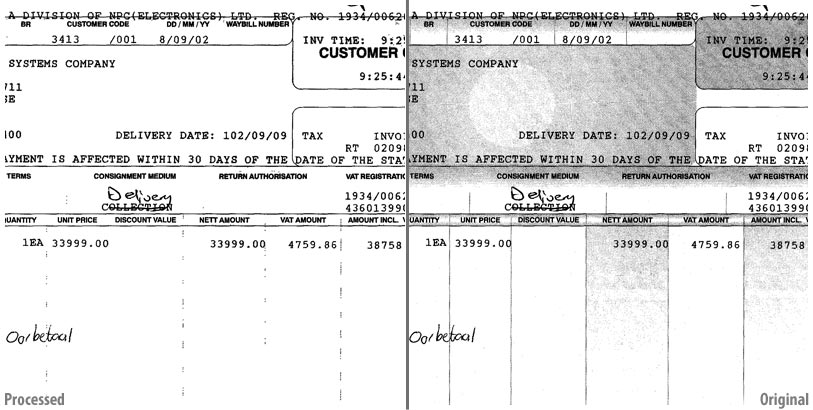 A DIVISION OF NPC(ELECTRONICS) LTD. REG. NO. 1934/0062
BR CUSTOMER CODE DD / MM / YY WAYBILL NUMBER
3413 /001 8/09/02 INV TIME: 9:2
CUSTOMER
9:25:4
SYSTEMS COMPANY
/11
SE
00 DELIVERY DATE: 102/09/09 TAX INVO
RT 0209
AYMENT IS AFFECTED WITHIN 30 DAYS OF THE DATE OF THE STA
TERMS CONSIGNMENT MEDIUM RETURN AUTHORISATION VAT REGISTRATI
Delivery 1934/006
COLLECTION 43601399
UANTITY UNIT PRICE DISCOUNT VALUE NETT AMOUNT VAT AMOUNT AMOUNT INCL. V
1EA 33999.00 33999.00 4759.86 38758
Oorbetaal
Processed
A DIVISION OF NPC(ELECTRONICS) LTD. REG. NO. 1934/0062
BR CUSTOMER CODE DD / MM / YY WAYBILL NUMBER
3413 /001 8/09/02 INV TIME: 9:2
CUSTOMER
9:25:4
SYSTEMS COMPANY
/11
SE
00 DELIVERY DATE: 102/09/09 TAX INVO
RT 0209
AYMENT IS AFFECTED WITHIN 30 DAYS OF THE DATE OF THE STA
TERMS CONSIGNMENT MEDIUM RETURN AUTHORISATION VAT REGISTRATI
Delivery 1934/006
COLLECTION 43601399
UANTITY UNIT PRICE DISCOUNT VALUE NETT AMOUNT VAT AMOUNT AMOUNT INCL. V
1EA 33999.00 33999.00 4759.86 38758
Oorbetaal
Original